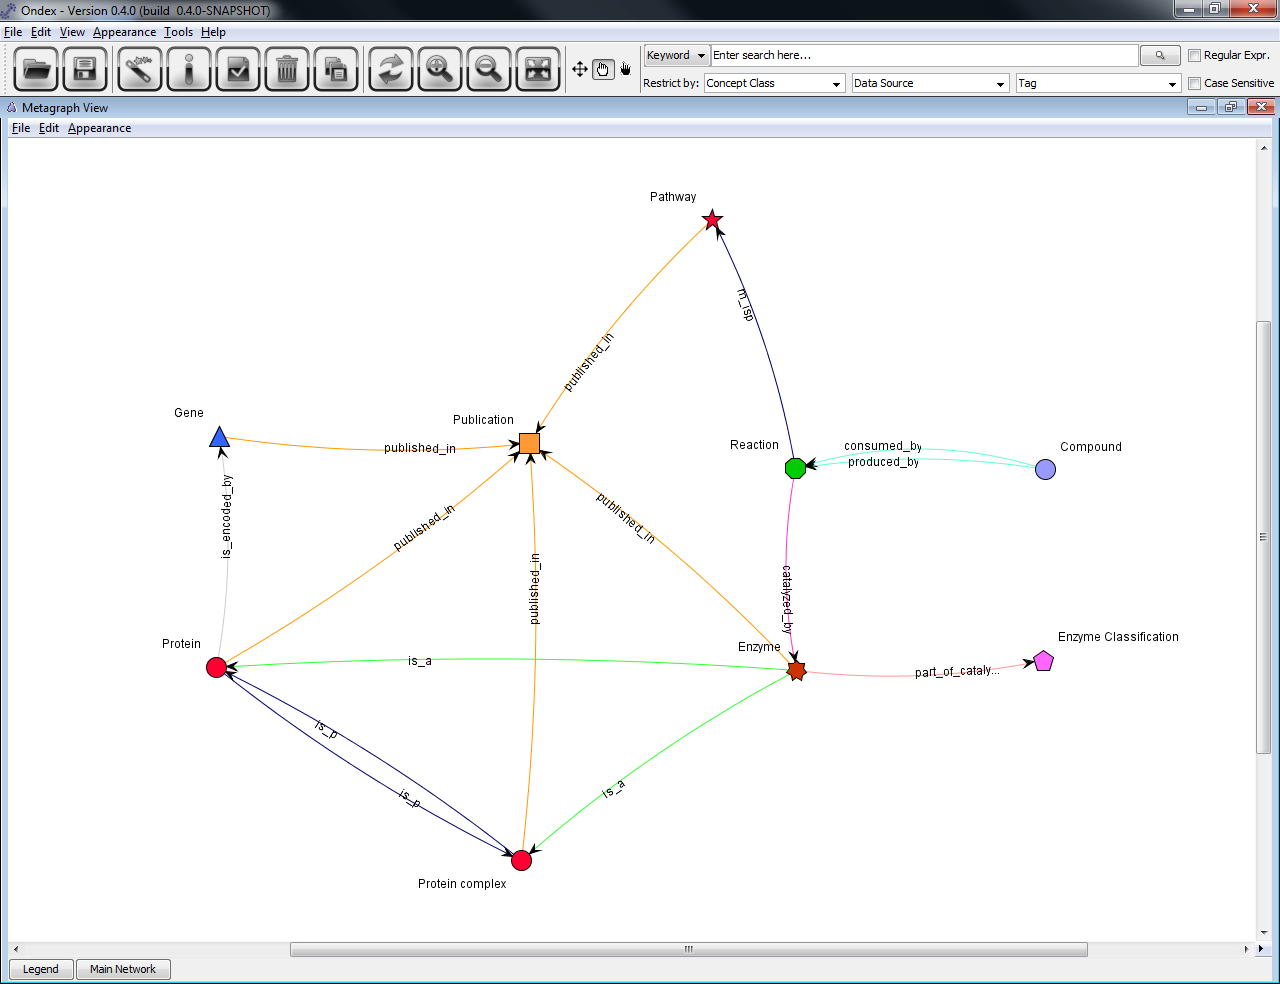 Ondex - Version 0.4.0 (build 0.4.0-SNAPSHOT)
File Edit View Appearance Tools Help
Keyword Enter search here... Regular Expr.
Restrict by: Concept Class Data Source Tag Case Sensitive
Metagraph View
File Edit Appearance
Pathway
m_isp
published_in
Gene
Publication
published_in
Reaction
consumed_by
produced_by
Compound
is_encoded_by
published_in
published_in
published_in
catalyzed_by
Protein
is_a
Enzyme
Enzyme Classification
part_of_cataly...
is_p
is_p
is_a
Protein complex
Legend Main Network